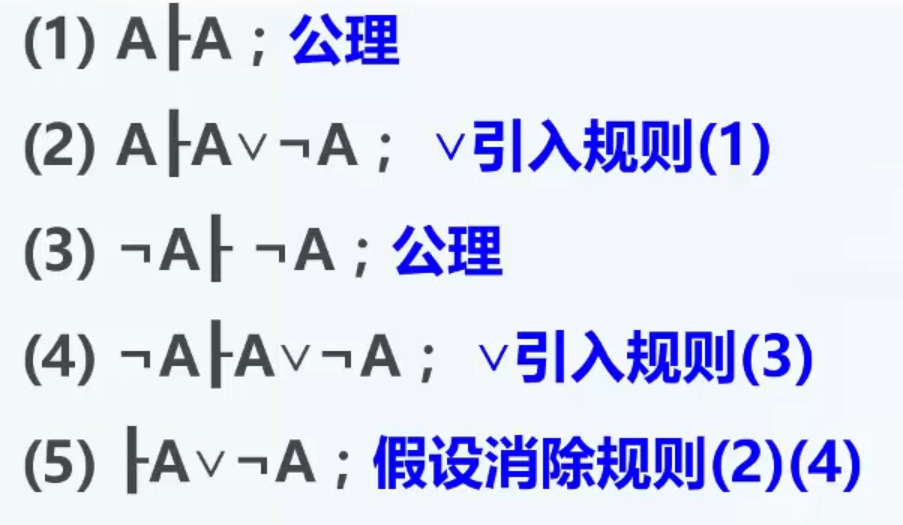 (1) A┠A；公理
(2) A┠A∨¬A； ∨引入规则(1)
(3) ¬A┠ ¬A；公理
(4) ¬A┠A∨¬A； ∨引入规则(3)
(5) ┠A∨¬A；假设消除规则(2)(4)